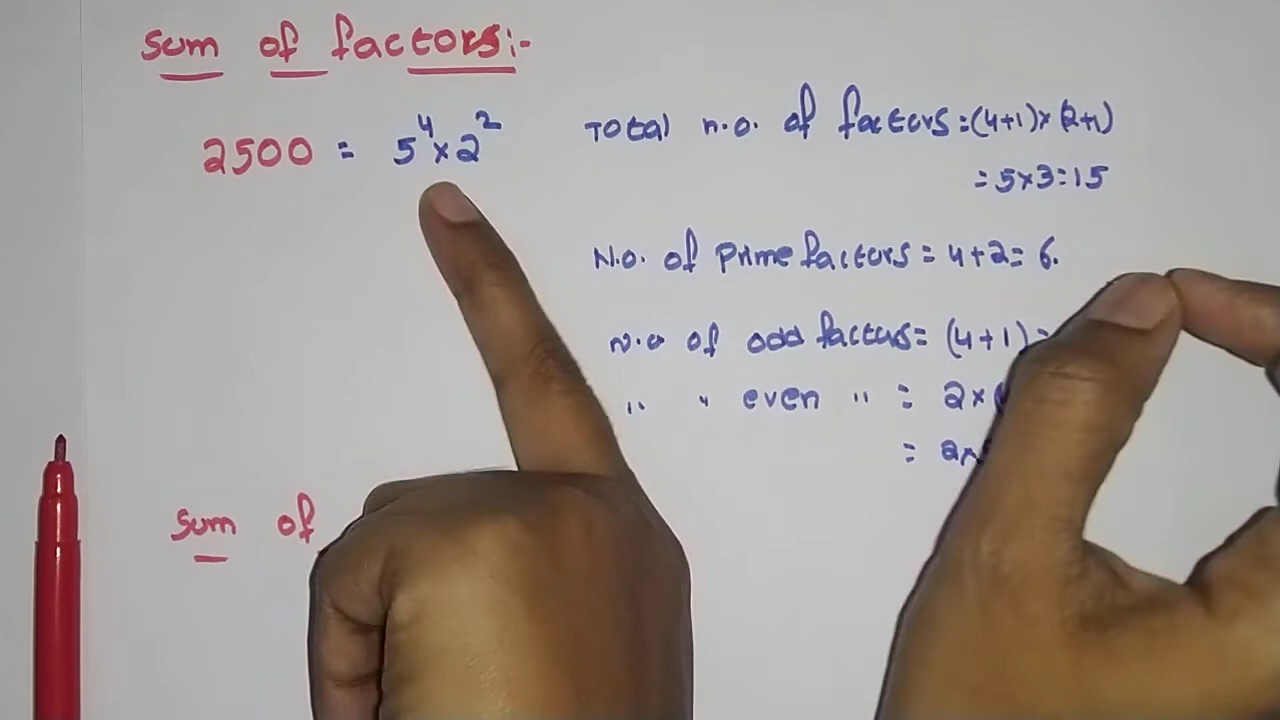 Sum of factors:-
2500 = 5⁴×2²
Total n.o. of factors = (4+1)×(2+1)
= 5×3=15
N.o. of Prime factors = 4+2= 6.
n.o of odd factors = (4+1)=
,, " even " = 2×
= 2×
Sum of